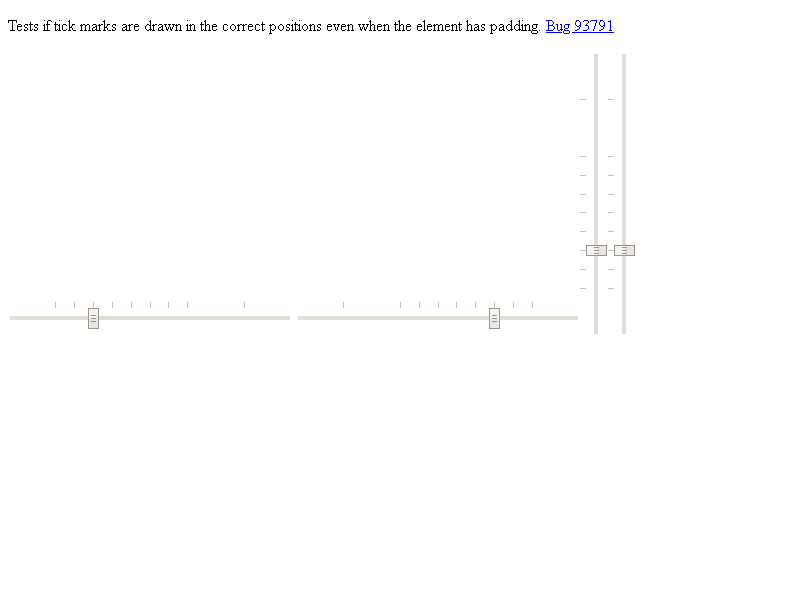 Tests if tick marks are drawn in the correct positions even when the element has padding. Bug 93791